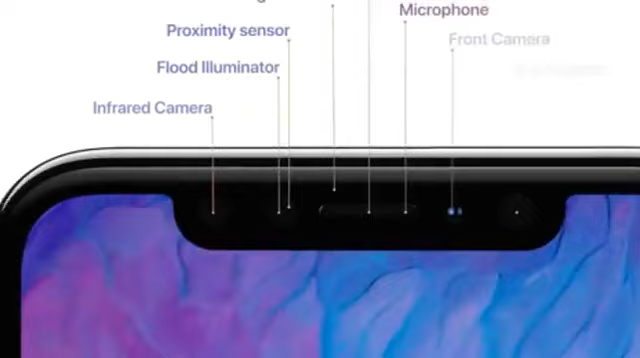 Microphone
Proximity sensor
Front Camera
Flood Illuminator
Infrared Camera